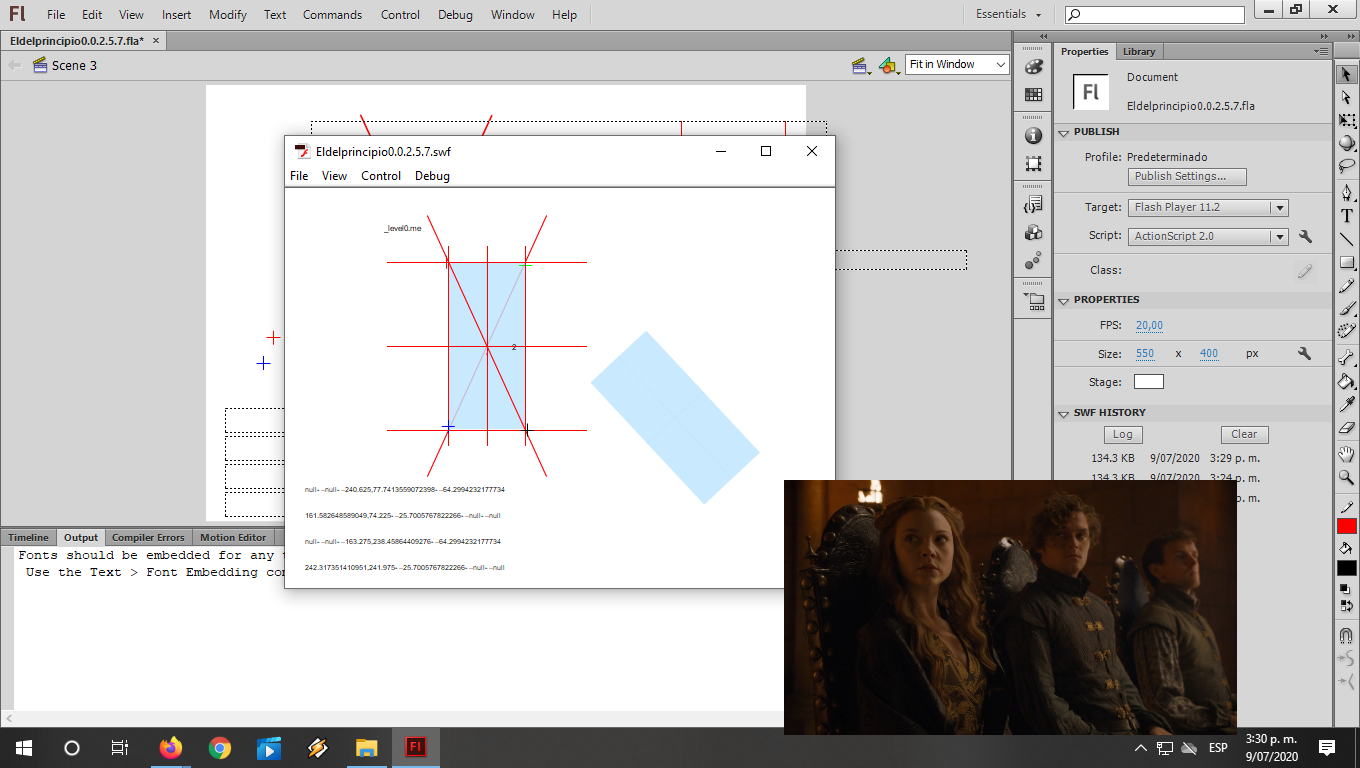 Fl File Edit View Insert Modify Text Commands Control Debug Window Help Essentials
Eldelprincipio0.0.2.5.7.fla* ×
Scene 3 Fit in Window
Eldelprincipio0.0.2.5.7.swf
File View Control Debug
_level0.me
2
null- --null- --240.625,77.7413559072398- --64.2994232177734
161.582648589049,74.225- --25.7005767822266- --null- --null
null- --null- --163.275,238.45864409276- --64.2994232177734
242.317351410951,241.975- --25.7005767822266- --null- --null
Timeline Output Compiler Errors Motion Editor
Fonts should be embedded for any
Use the Text > Font Embedding
Properties Library
Fl
Document
Eldelprincipio0.0.2.5.7.fla
PUBLISH
Profile: Predeterminado
Publish Settings...
Target: Flash Player 11.2
Script: ActionScript 2.0
Class:
PROPERTIES
FPS: 20,00
Size: 550 x 400 px
Stage:
SWF HISTORY
Log Clear
134.3 KB 9/07/2020 3:29 p. m.
134.3 KB 9/07/2020 3:24 p. m.
p. m.
T
Fl
ESP
3:30 p. m.
9/07/2020